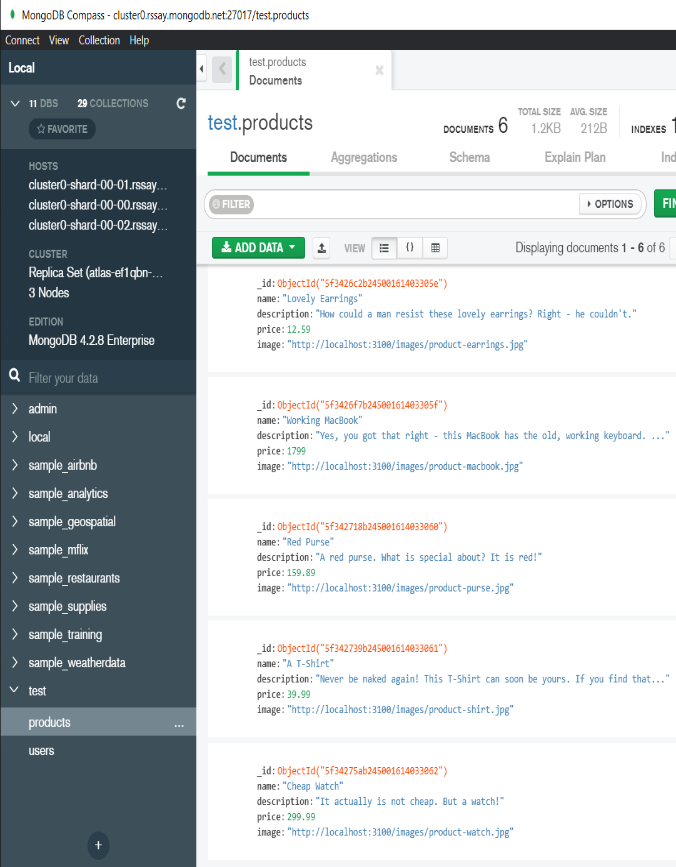 MongoDB Compass - cluster0.rssay.mongodb.net:27017/test.products
Connect View Collection Help
Local
11 DBS 29 COLLECTIONS
FAVORITE
HOSTS
cluster0-shard-00-01.rssay...
cluster0-shard-00-00.rssay...
cluster0-shard-00-02.rssay...
CLUSTER
Replica Set (atlas-ef1qbn-...
3 Nodes
EDITION
MongoDB 4.2.8 Enterprise
Filter your data
admin
local
sample_airbnb
sample_analytics
sample_geospatial
sample_mflix
sample_restaurants
sample_supplies
sample_training
sample_weatherdata
test
products ...
users
test.products
Documents
test.products
DOCUMENTS 6
TOTAL SIZE 1.2KB
AVG. SIZE 212B
INDEXES 1
Documents Aggregations Schema Explain Plan Ind
FILTER OPTIONS FIN
ADD DATA VIEW {} Displaying documents 1 - 6 of 6
_id:ObjectId("5f3426c2b24500161403305e")
name:"Lovely Earrings"
description:"How could a man resist these lovely earrings? Right - he couldn't."
price:12.59
image:"http://localhost:3100/images/product-earrings.jpg"
_id:ObjectId("5f3426f7b24500161403305f")
name:"Working MacBook"
description:"Yes, you got that right - this MacBook has the old, working keyboard. ..."
price:1799
image:"http://localhost:3100/images/product-macbook.jpg"
_id:ObjectId("5f342718b245001614033060")
name:"Red Purse"
description:"A red purse. What is special about? It is red!"
price:159.89
image:"http://localhost:3100/images/product-purse.jpg"
_id:ObjectId("5f342739b245001614033061")
name:"A T-Shirt"
description:"Never be naked again! This T-Shirt can soon be yours. If you find that..."
price:39.99
image:"http://localhost:3100/images/product-shirt.jpg"
_id:ObjectId("5f34275ab245001614033062")
name:"Cheap Watch"
description:"It actually is not cheap. But a watch!"
price:299.99
image:"http://localhost:3100/images/product-watch.jpg"